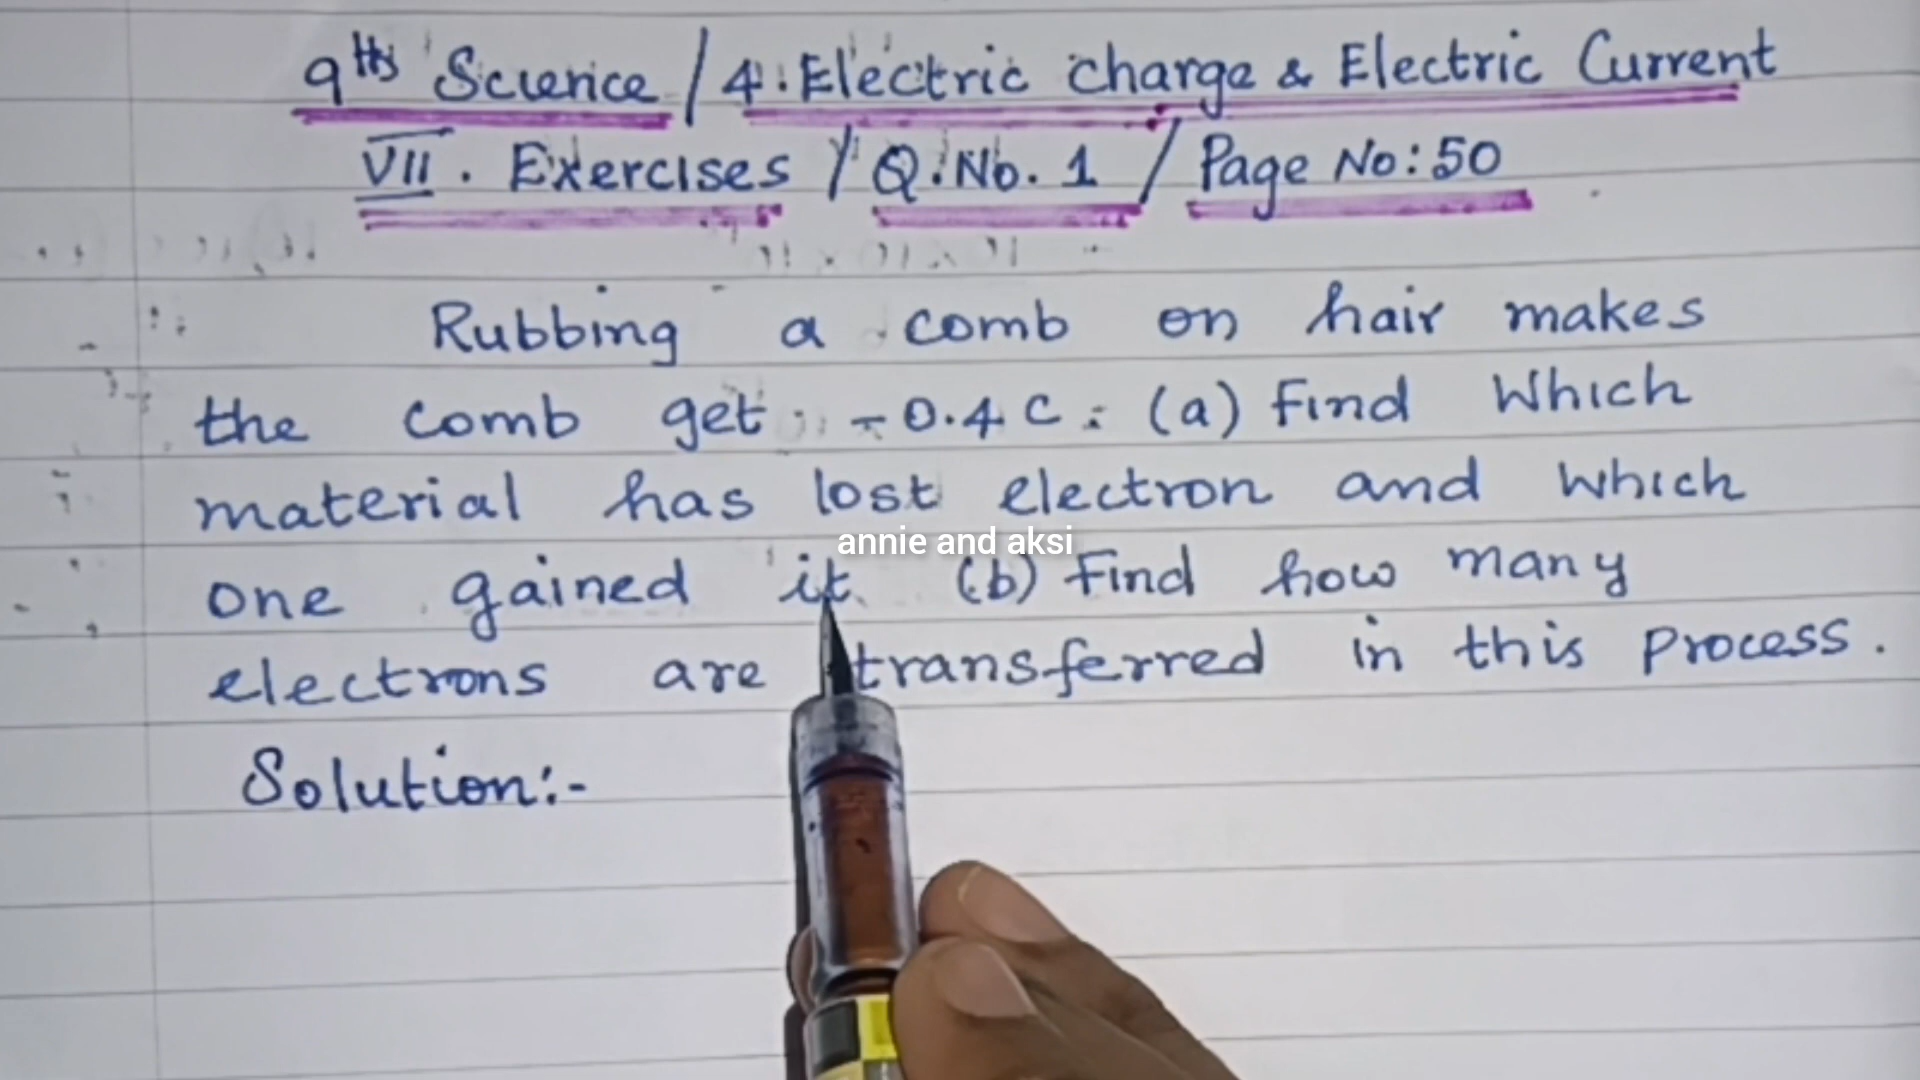 9th Science / 4. Electric charge & Electric Current
VII. Exercises / Q.No. 1 / Page No: 50
Rubbing a comb on hair makes
the comb get -0.4 C. (a) Find Which
material has lost electron and which
annie and aksi
one gained it (b) Find how many
electrons are transferred in this process.
Solution:-